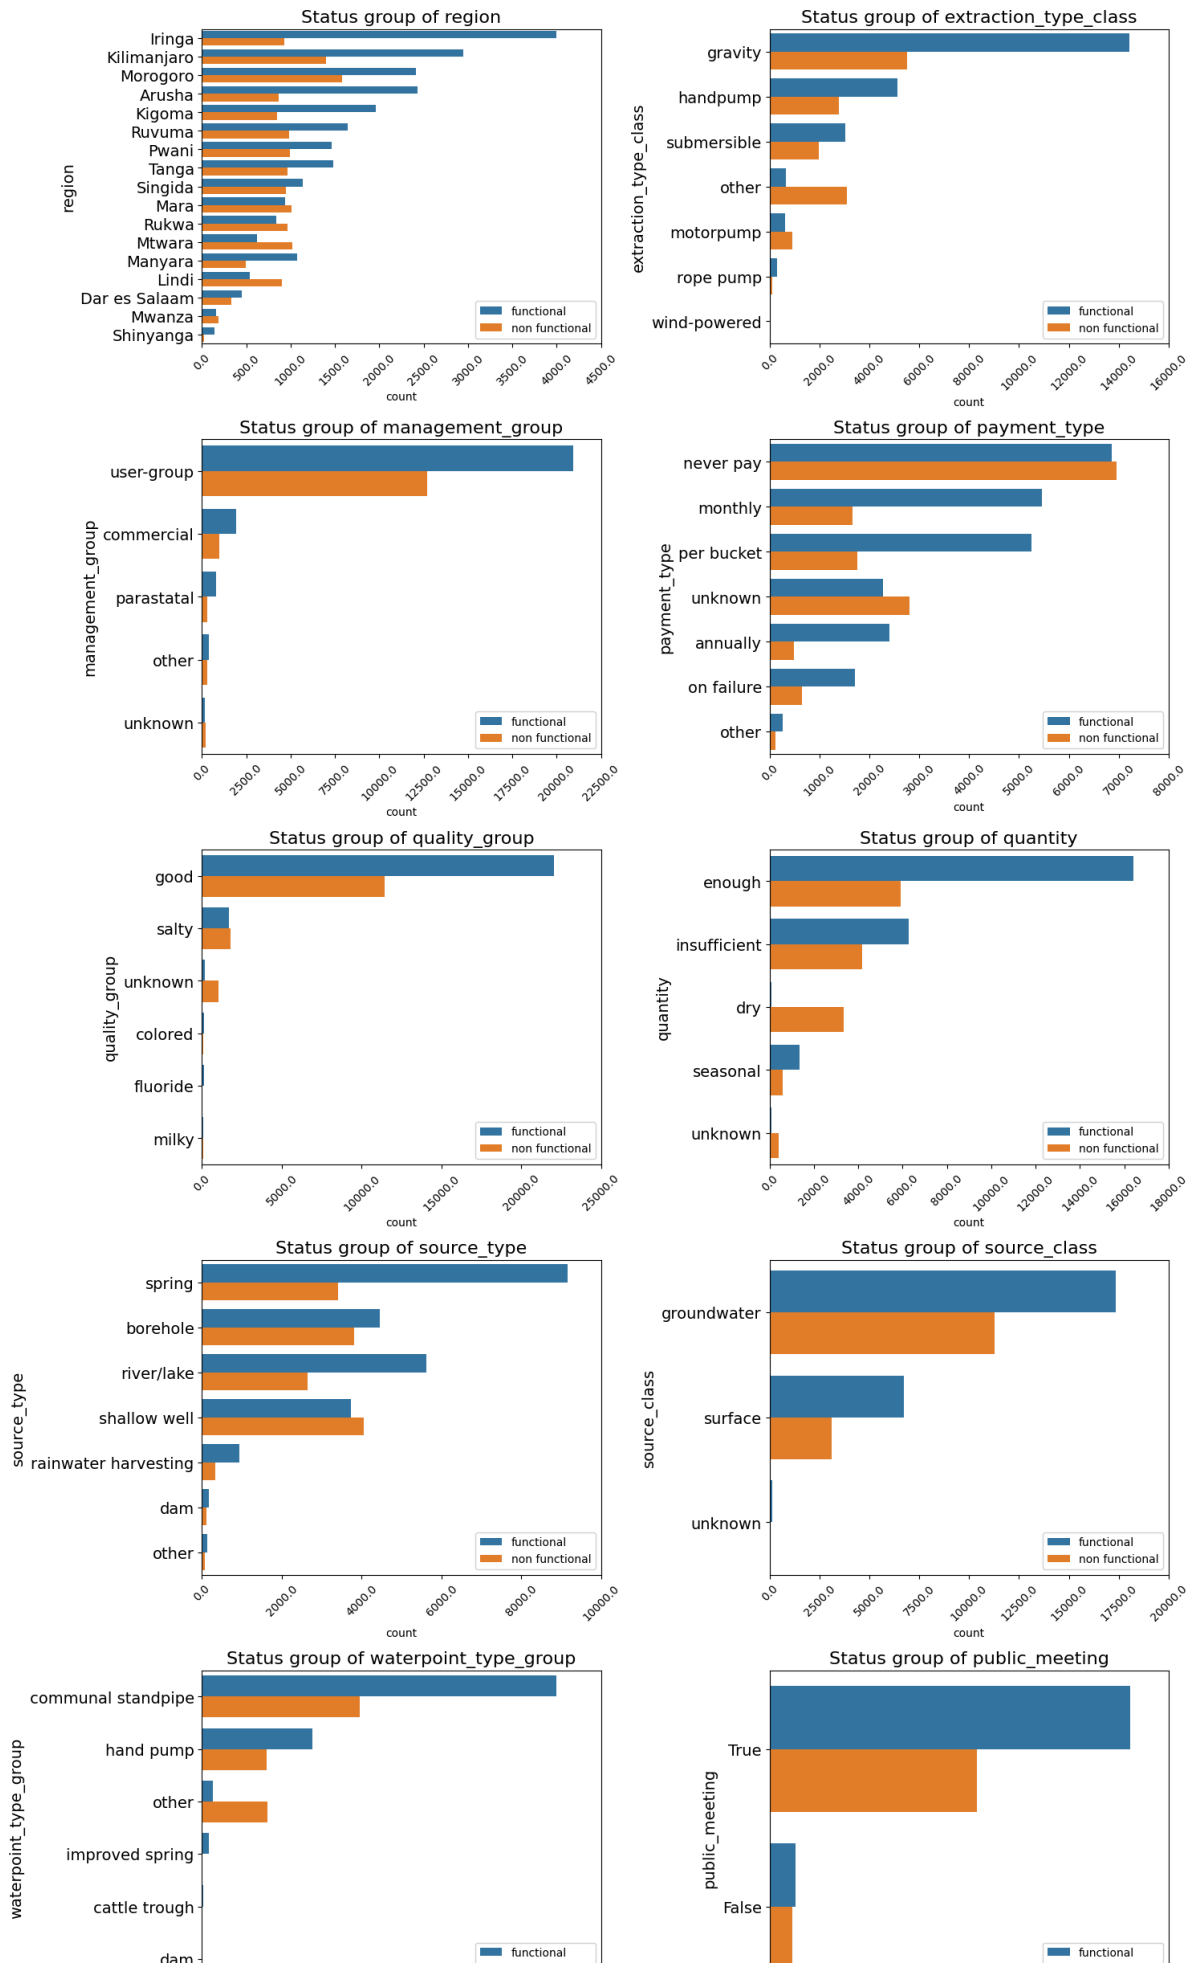 Status group of region
region
Iringa
Kilimanjaro
Morogoro
Arusha
Kigoma
Ruvuma
Pwani
Tanga
Singida
Mara
Rukwa
Mtwara
Manyara
Lindi
Dar es Salaam
Mwanza
Shinyanga
functional
non functional
0.0 500.0 1000.0 1500.0 2000.0 2500.0 3000.0 3500.0 4000.0 4500.0
count
Status group of extraction_type_class
extraction_type_class
gravity
handpump
submersible
other
motorpump
rope pump
wind-powered
functional
non functional
0.0 2000.0 4000.0 6000.0 8000.0 10000.0 12000.0 14000.0 16000.0
count
Status group of management_group
management_group
user-group
commercial
parastatal
other
unknown
functional
non functional
0.0 2500.0 5000.0 7500.0 10000.0 12500.0 15000.0 17500.0 20000.0 22500.0
count
Status group of payment_type
payment_type
never pay
monthly
per bucket
unknown
annually
on failure
other
functional
non functional
0.0 1000.0 2000.0 3000.0 4000.0 5000.0 6000.0 7000.0 8000.0
count
Status group of quality_group
quality_group
good
salty
unknown
colored
fluoride
milky
functional
non functional
0.0 5000.0 10000.0 15000.0 20000.0 25000.0
count
Status group of quantity
quantity
enough
insufficient
dry
seasonal
unknown
functional
non functional
0.0 2000.0 4000.0 6000.0 8000.0 10000.0 12000.0 14000.0 16000.0 18000.0
count
Status group of source_type
source_type
spring
borehole
river/lake
shallow well
rainwater harvesting
dam
other
functional
non functional
0.0 2000.0 4000.0 6000.0 8000.0 10000.0
count
Status group of source_class
source_class
groundwater
surface
unknown
functional
non functional
0.0 2500.0 5000.0 7500.0 10000.0 12500.0 15000.0 17500.0 20000.0
count
Status group of waterpoint_type_group
waterpoint_type_group
communal standpipe
hand pump
other
improved spring
cattle trough
dam
functional
Status group of public_meeting
public_meeting
True
False
functional